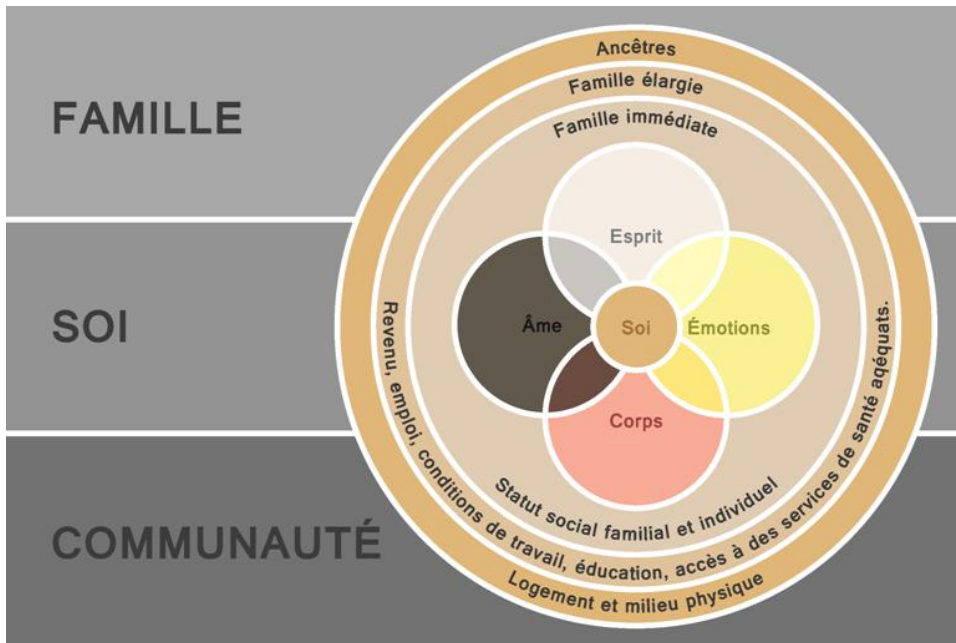 Ancêtres
Famille élargie
Famille immédiate
FAMILLE
Esprit
SOI
Âme
Soi
Émotions
Corps
COMMUNAUTÉ
Statut social familial et individuel
Revenu, emploi, conditions de travail, éducation, accès à des services de santé aqéquats.
Logement et milieu physique